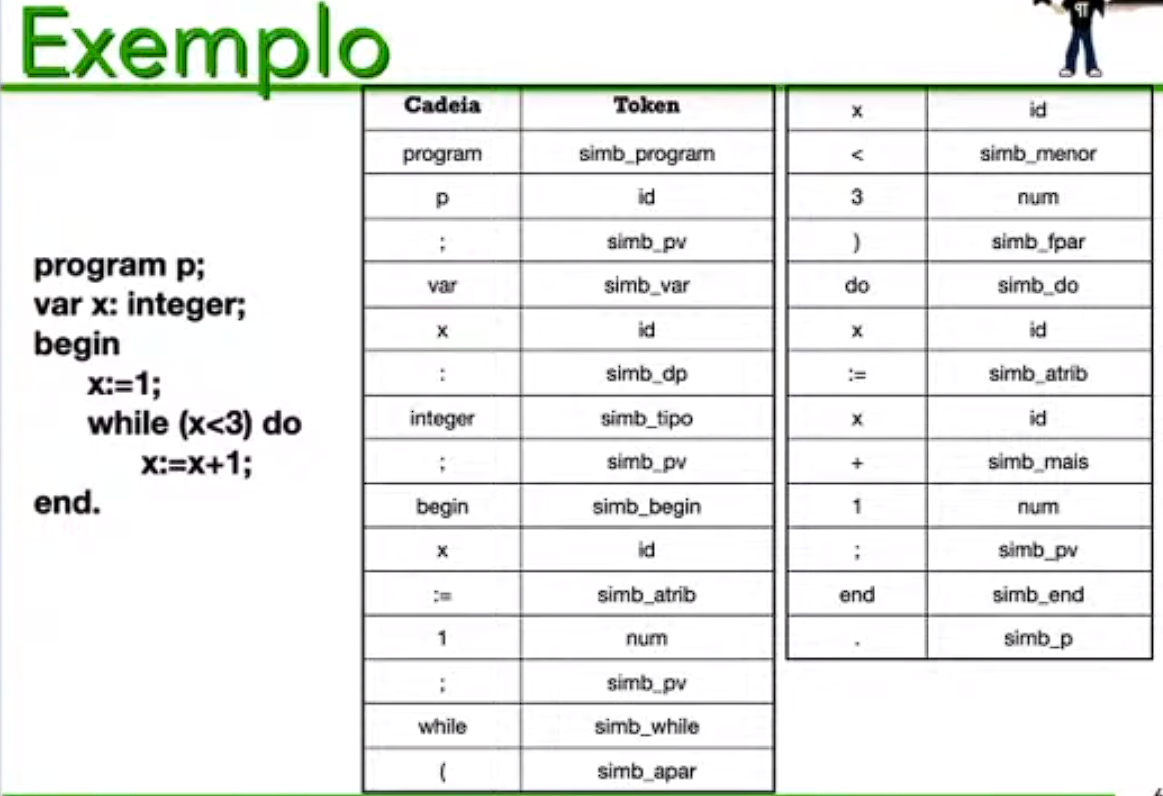 Exemplo
program p;
var x: integer;
begin
x:=1;
while (x<3) do
x:=x+1;
end.
Cadeia Token
program simb_program
p id
; simb_pv
var simb_var
x id
: simb_dp
integer simb_tipo
; simb_pv
begin simb_begin
x id
:= simb_atrib
1 num
; simb_pv
while simb_while
( simb_apar
x id
< simb_menor
3 num
) simb_fpar
do simb_do
x id
:= simb_atrib
x id
+ simb_mais
1 num
; simb_pv
end simb_end
. simb_p